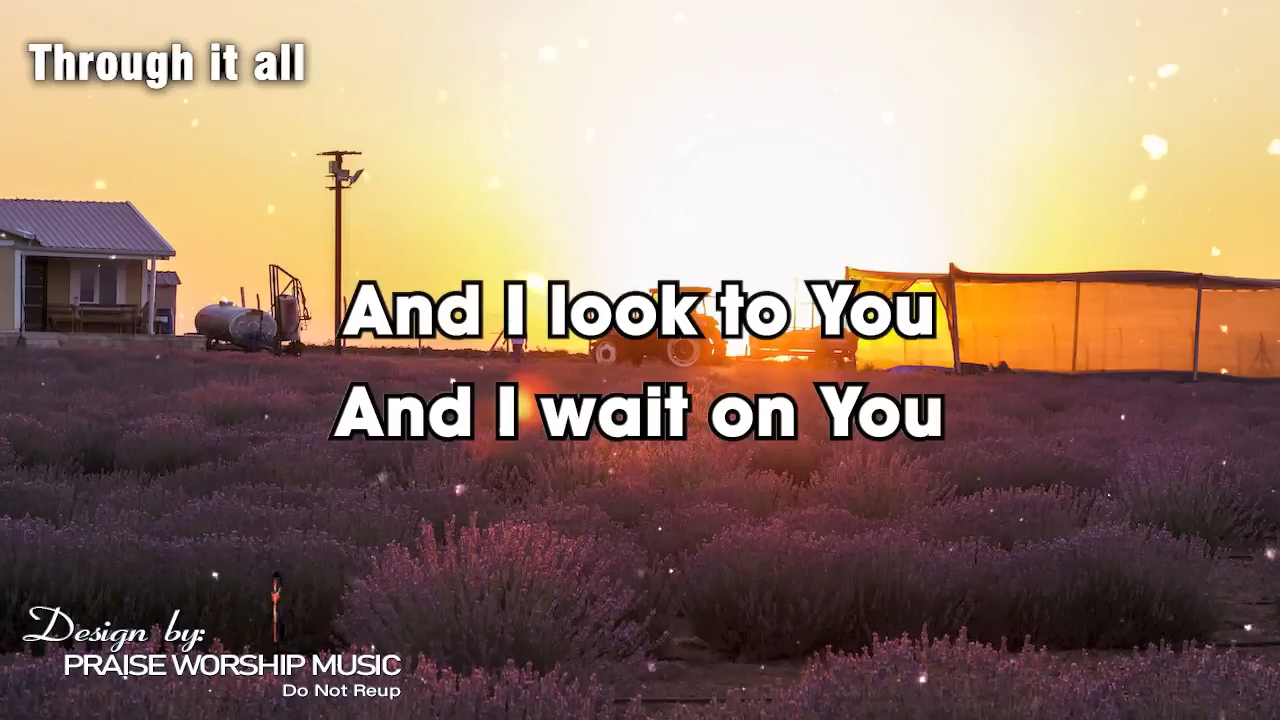 Through it all
And I look to You
And I wait on You
Design by:
PRAISE WORSHIP MUSIC
Do Not Reup